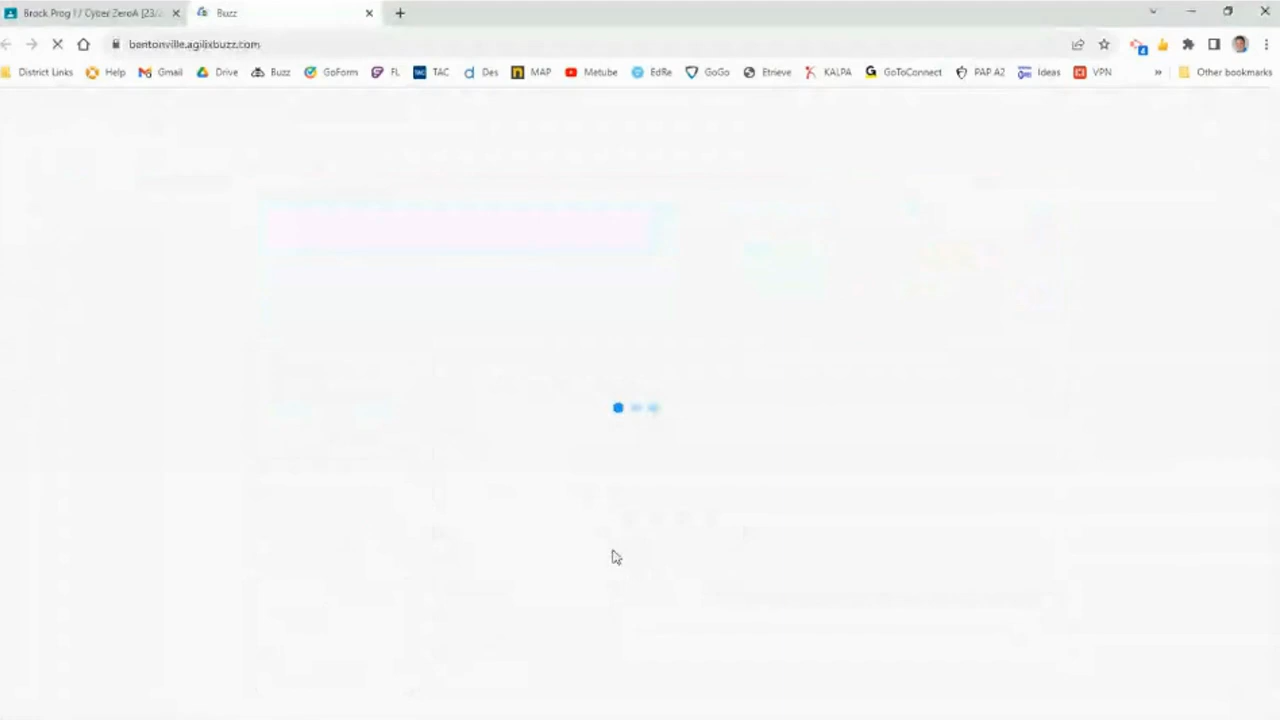 Brock Prog I / Cyber ZeroA [23/2
Buzz
bentonville.agilixbuzz.com
District Links
Help
Gmail
Drive
Buzz
GoForm
FL
TAC
Des
MAP
Metube
EdRe
GoGo
Etrieve
KALPA
GoToConnect
PAP A2
Ideas
VPN
»
Other bookmarks